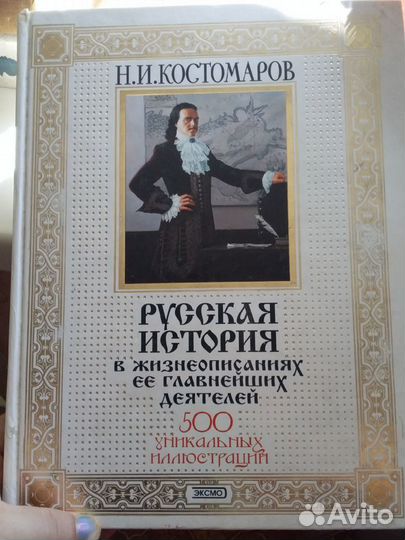 Н.И.КОСТОМАРОВ
РУССКАЯ
ИСТОРИЯ
В ЖИЗНЕОПИСАНИЯХ
ЕЕ ГЛАВНЕЙШИХ
ДЕЯТЕЛЕЙ
500
УНИКАЛЬНЫХ
ИЛЛЮСТРАЦИЙ
ЭКСМО
Avito